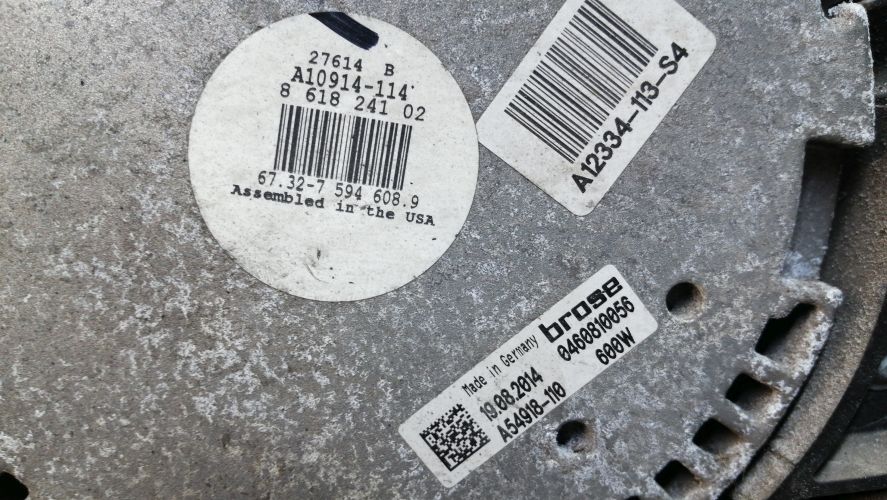 27614 B
A10914-114
8 618 241 02
67.32-7 594 608.9
Assembled in the USA
A12334-113-S4
Made in Germany brose
19.08.2014 0460810056
A54918-110 600W